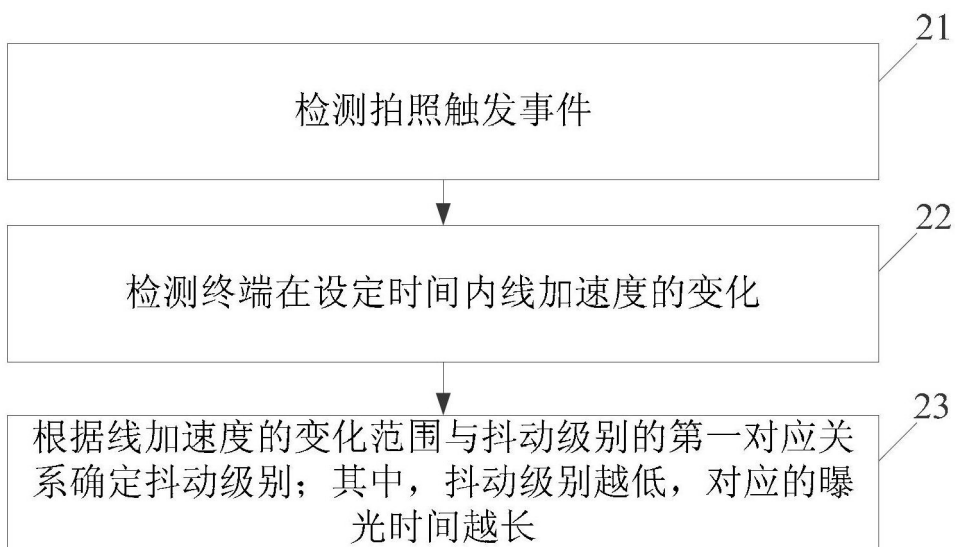 21
检测拍照触发事件
22
检测终端在设定时间内线加速度的变化
23
根据线加速度的变化范围与抖动级别的第一对应关
系确定抖动级别；其中，抖动级别越低，对应的曝
光时间越长